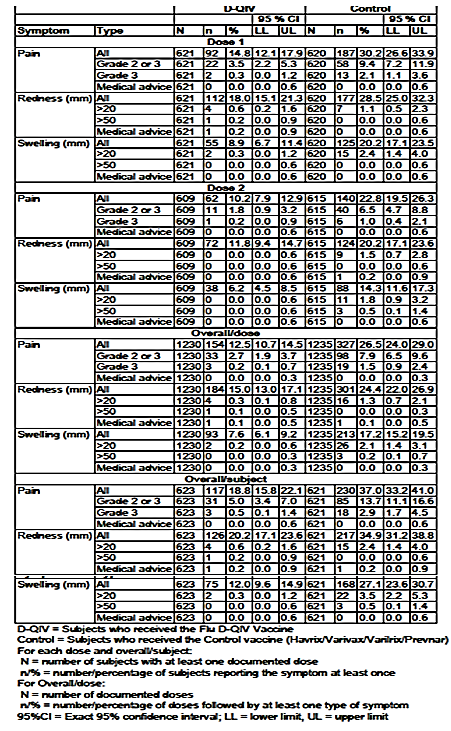 D-QIV Control
95 % CI 95 % CI
Symptom Type N n % LL UL N n % LL UL
Dose 1
Pain All 621 92 14.8 12.1 17.9 620 187 30.2 26.6 33.9
Grade 2 or 3 621 22 3.5 2.2 5.3 620 58 9.4 7.2 11.9
Grade 3 621 2 0.3 0.0 1.2 620 13 2.1 1.1 3.6
Medical advice 621 0 0.0 0.0 0.6 620 0 0.0 0.0 0.6
Redness (mm) All 621 112 18.0 15.1 21.3 620 177 28.5 25.0 32.3
>20 621 4 0.6 0.2 1.6 620 7 1.1 0.5 2.3
>50 621 1 0.2 0.0 0.9 620 0 0.0 0.0 0.6
Medical advice 621 1 0.2 0.0 0.9 620 0 0.0 0.0 0.6
Swelling (mm) All 621 55 8.9 6.7 11.4 620 125 20.2 17.1 23.5
>20 621 2 0.3 0.0 1.2 620 15 2.4 1.4 4.0
>50 621 0 0.0 0.0 0.6 620 0 0.0 0.0 0.6
Medical advice 621 0 0.0 0.0 0.6 620 0 0.0 0.0 0.6
Dose 2
Pain All 609 62 10.2 7.9 12.9 615 140 22.8 19.5 26.3
Grade 2 or 3 609 11 1.8 0.9 3.2 615 40 6.5 4.7 8.8
Grade 3 609 1 0.2 0.0 0.9 615 6 1.0 0.4 2.1
Medical advice 609 0 0.0 0.0 0.6 615 0 0.0 0.0 0.6
Redness (mm) All 609 72 11.8 9.4 14.7 615 124 20.2 17.1 23.6
>20 609 0 0.0 0.0 0.6 615 9 1.5 0.7 2.8
>50 609 0 0.0 0.0 0.6 615 0 0.0 0.0 0.6
Medical advice 609 0 0.0 0.0 0.6 615 1 0.2 0.0 0.9
Swelling (mm) All 609 38 6.2 4.5 8.5 615 88 14.3 11.6 17.3
>20 609 0 0.0 0.0 0.6 615 11 1.8 0.9 3.2
>50 609 0 0.0 0.0 0.6 615 3 0.5 0.1 1.4
Medical advice 609 0 0.0 0.0 0.6 615 0 0.0 0.0 0.6
Overall/dose
Pain All 1230 154 12.5 10.7 14.5 1235 327 26.5 24.0 29.0
Grade 2 or 3 1230 33 2.7 1.9 3.7 1235 98 7.9 6.5 9.6
Grade 3 1230 3 0.2 0.1 0.7 1235 19 1.5 0.9 2.4
Medical advice 1230 0 0.0 0.0 0.3 1235 0 0.0 0.0 0.3
Redness (mm) All 1230 184 15.0 13.0 17.1 1235 301 24.4 22.0 26.9
>20 1230 4 0.3 0.1 0.8 1235 16 1.3 0.7 2.1
>50 1230 1 0.1 0.0 0.5 1235 0 0.0 0.0 0.3
Medical advice 1230 1 0.1 0.0 0.5 1235 1 0.1 0.0 0.5
Swelling (mm) All 1230 93 7.6 6.1 9.2 1235 213 17.2 15.2 19.5
>20 1230 2 0.2 0.0 0.6 1235 26 2.1 1.4 3.1
>50 1230 0 0.0 0.0 0.3 1235 3 0.2 0.1 0.7
Medical advice 1230 0 0.0 0.0 0.3 1235 0 0.0 0.0 0.3
Overall/subject
Pain All 623 117 18.8 15.8 22.1 621 230 37.0 33.2 41.0
Grade 2 or 3 623 31 5.0 3.4 7.0 621 85 13.7 11.1 16.6
Grade 3 623 3 0.5 0.1 1.4 621 18 2.9 1.7 4.5
Medical advice 623 0 0.0 0.0 0.6 621 0 0.0 0.0 0.6
Redness (mm) All 623 126 20.2 17.1 23.6 621 217 34.9 31.2 38.8
>20 623 4 0.6 0.2 1.6 621 15 2.4 1.4 4.0
>50 623 1 0.2 0.0 0.9 621 0 0.0 0.0 0.6
Medical advice 623 1 0.2 0.0 0.9 621 1 0.2 0.0 0.9
Swelling (mm) All 623 75 12.0 9.6 14.9 621 168 27.1 23.6 30.7
>20 623 2 0.3 0.0 1.2 621 22 3.5 2.2 5.3
>50 623 0 0.0 0.0 0.6 621 3 0.5 0.1 1.4
Medical advice 623 0 0.0 0.0 0.6 621 0 0.0 0.0 0.6
D-QIV = Subjects who received the Flu D-QIV Vaccine
Control = Subjects who received the Control vaccine (Havrix/Varivax/Varilrix/Prevnar)
For each dose and overall/subject:
N = number of subjects with at least one documented dose
n/% = number/percentage of subjects reporting the symptom at least once
For Overall/dose:
N = number of documented doses
n/% = number/percentage of doses followed by at least one type of symptom
95%CI = Exact 95% confidence interval; LL = lower limit, UL = upper limit